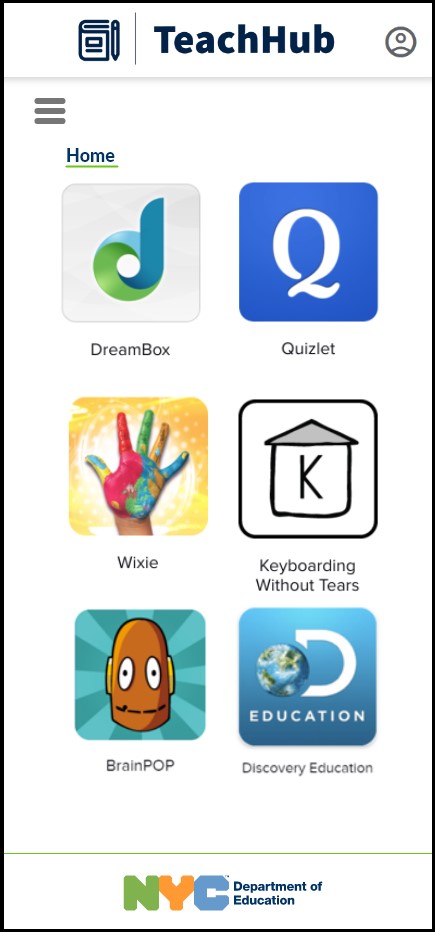 TeachHub
Home
d
Q
DreamBox
Quizlet
K
Wixie
Keyboarding
Without Tears
D
EDUCATION
BrainPOP
Discovery Education
NYC Department of
Education